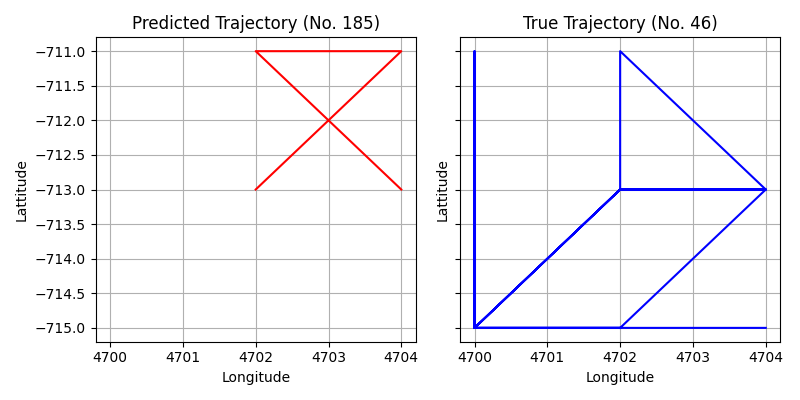 Predicted Trajectory (No. 185)
True Trajectory (No. 46)
−711.0
−711.5
−712.0
−712.5
−713.0
−713.5
−714.0
−714.5
−715.0
Lattitude
Lattitude
4700 4701 4702 4703 4704
4700 4701 4702 4703 4704
Longitude
Longitude